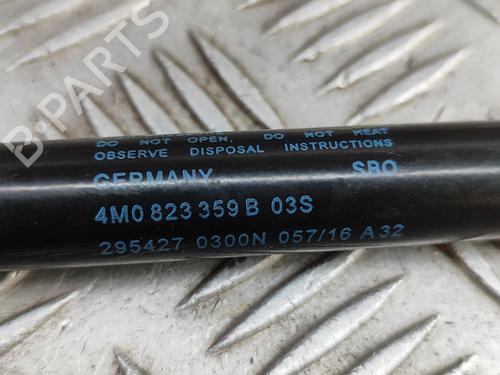 DO NOT OPEN. DO NOT HEAT
OBSERVE DISPOSAL INSTRUCTIONS
GERMANY SBO
4M0 823 359 B 03S
295427 0300N 057/16 A32
B-PARTS